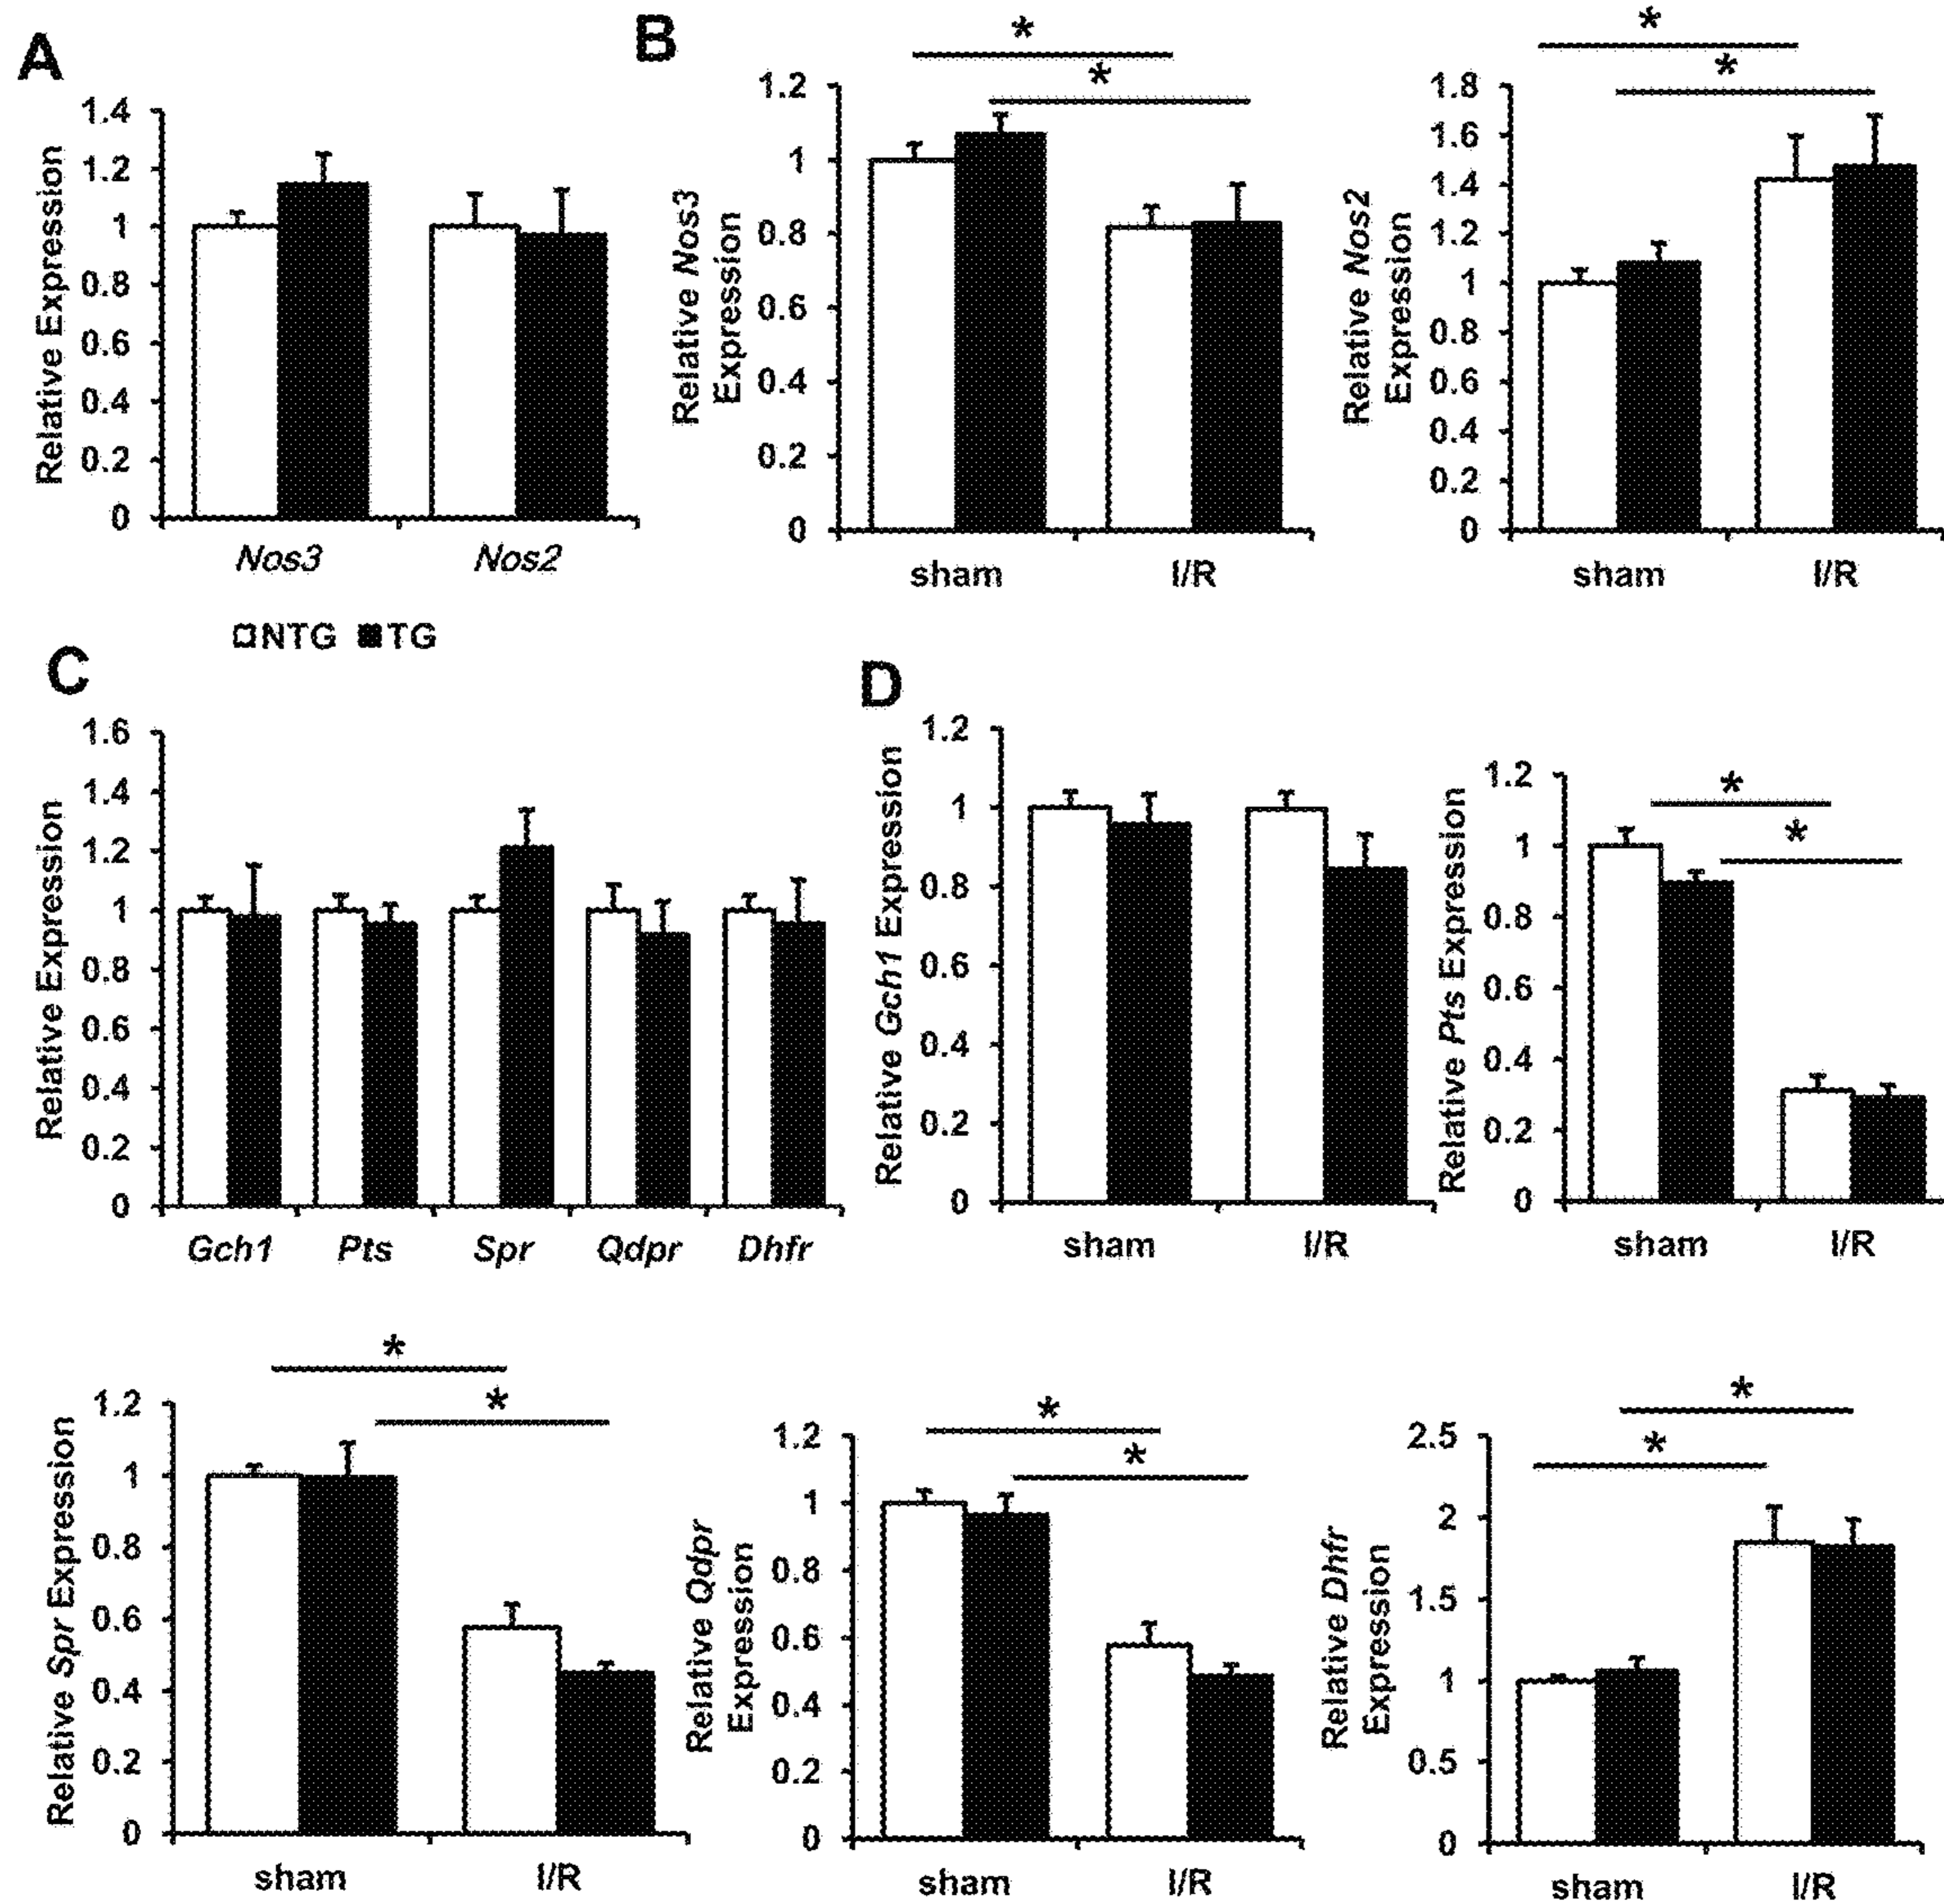 A
Relative Expression
1.4
1.2
1
0.8
0.6
0.4
0.2
0
Nos3 Nos2
□NTG ■TG
B
*
*
Relative Nos3
Expression
1.2
1
0.8
0.6
0.4
0.2
0
sham I/R
*
*
Relative Nos2
Expression
1.8
1.6
1.4
1.2
1
0.8
0.6
0.4
0.2
0
sham I/R
C
Relative Expression
1.6
1.4
1.2
1
0.8
0.6
0.4
0.2
0
Gch1 Pts Spr Qdpr Dhfr
D
Relative Gch1 Expression
1.2
1
0.8
0.6
0.4
0.2
0
sham I/R
*
*
Relative Pts Expression
1.2
1
0.8
0.6
0.4
0.2
0
sham I/R
*
*
Relative Spr Expression
1.2
1
0.8
0.6
0.4
0.2
0
sham I/R
*
*
Relative Qdpr
Expression
1.2
1
0.8
0.6
0.4
0.2
0
sham I/R
*
*
Relative Dhfr
Expression
2.5
2
1.5
1
0.5
0
sham I/R